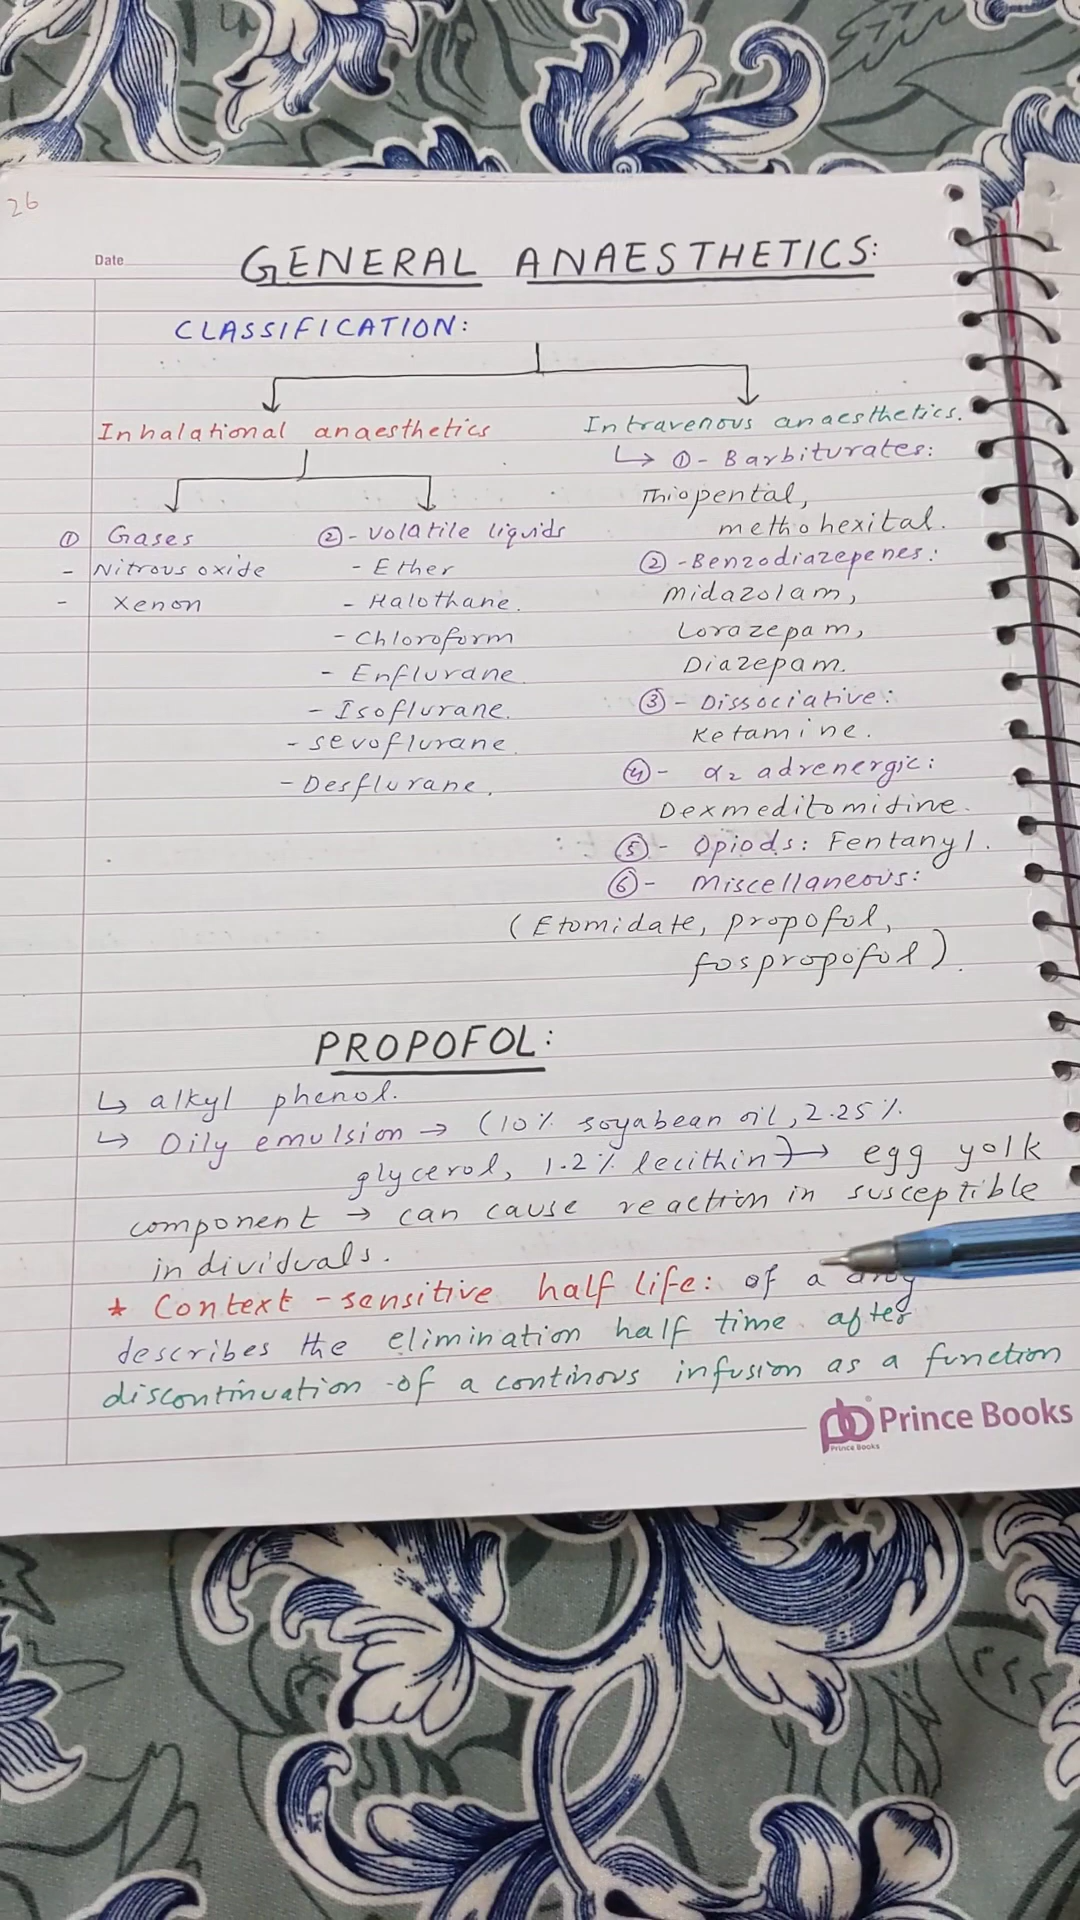 26
Date
GENERAL ANAESTHETICS:
CLASSIFICATION:
Inhalational anaesthetics
① Gases
- Nitrous oxide
- Xenon
②- Volatile liquids
- Ether
- Halothane.
- Chloroform
- Enflurane.
- Isoflurane.
- sevoflurane.
- Desflurane.
Intravenous anaesthetics.
↳ ①- Barbiturates:
Thiopental,
methohexital.
② -Benzodiazepenes:
midazolam,
Lorazepam,
Diazepam.
③ - Dissociative:
Ketamine.
④- α2 adrenergic:
Dexmeditomidine.
⑤- Opiods: Fentanyl.
⑥- Miscellaneous:
(Etomidate, propofol,
fospropofol).
PROPOFOL:
↳ alkyl phenol.
↳ Oily emulsion → (10% soyabean oil, 2.25%
glycerol, 1.2% lecithin) → egg yolk
component → can cause reaction in susceptible
individuals.
* Context-sensitive half life: of a drug
describes the elimination half time after
discontinuation of a continous infusion as a function
Prince Books
Prince Books